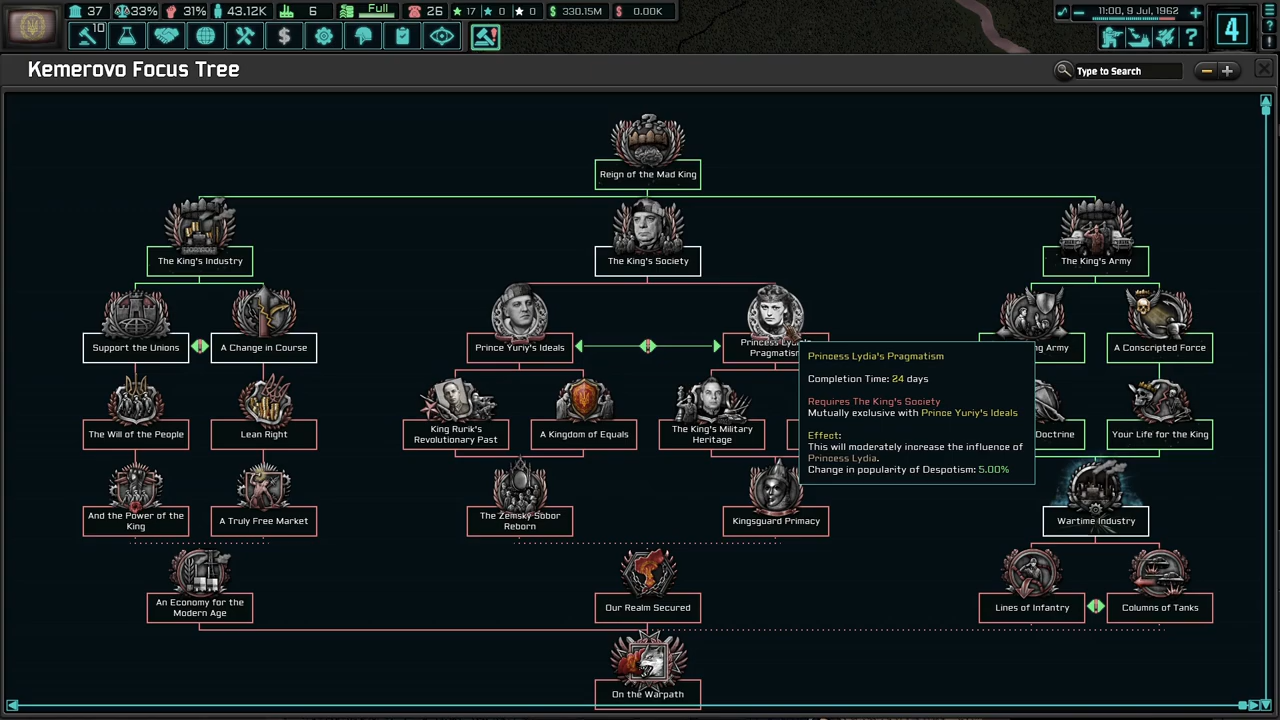 37 33% 31% 43.12K 6 Full 26 17 0 0 $ 330.15M $ 0.00K 11:00, 9 Jul, 1962
10
4
Kemerovo Focus Tree
Type to Search
Reign of the Mad King
The King's Industry
The King's Society
The King's Army
Support the Unions
A Change in Course
Prince Yuriy's Ideals
Princess Lydia's
Pragmatism
Army
A Conscripted Force
Princess Lydia's Pragmatism
Completion Time: 24 days
Requires The King's Society
Mutually exclusive with Prince Yuriy's Ideals
Effect:
This will moderately increase the influence of
Princess Lydia.
Change in popularity of Despotism: 5.00%
The Will of the People
Lean Right
King Rurik's
Revolutionary Past
A Kingdom of Equals
The King's Military
Heritage
Doctrine
Your Life for the King
And the Power of the
King
A Truly Free Market
The Zemsky Sobor
Reborn
Kingsguard Primacy
Wartime Industry
An Economy for the
Modern Age
Our Realm Secured
Lines of Infantry
Columns of Tanks
On the Warpath